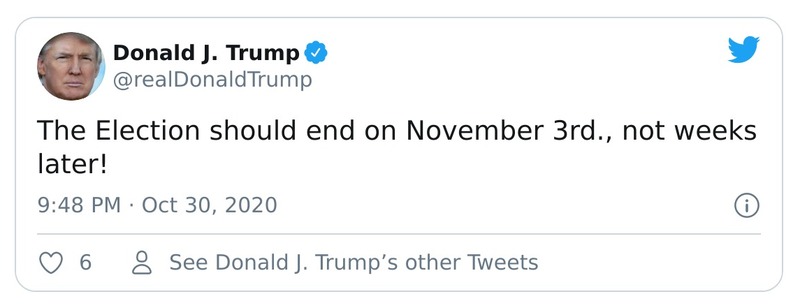 Donald J. Trump
@realDonaldTrump
The Election should end on November 3rd., not weeks
later!
9:48 PM · Oct 30, 2020
6
See Donald J. Trump’s other Tweets